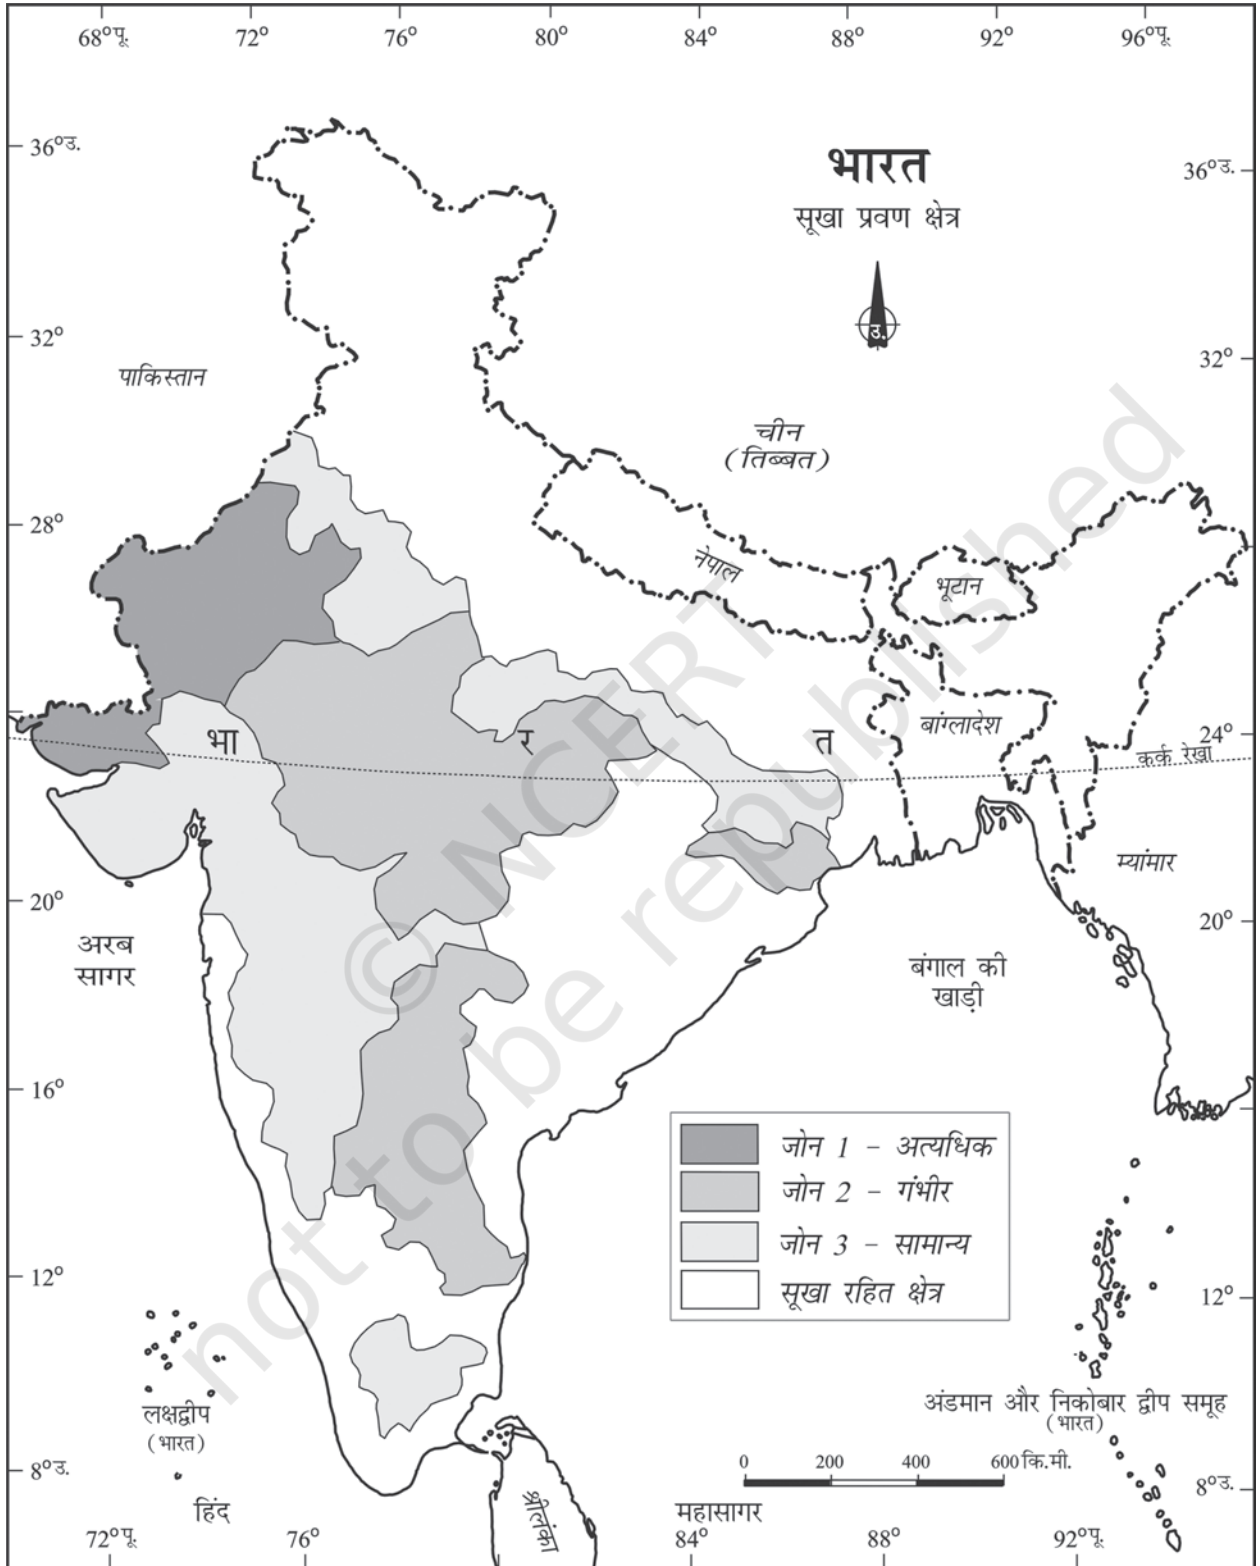 68°पू. 72° 76° 80° 84° 88° 92° 96°पू.
36°उ.
भारत
36°उ.
सूखा प्रवण क्षेत्र
उ.
32°
32°
पाकिस्तान
चीन
(तिब्बत)
28°
नेपाल
भूटान
भा र त
बांग्लादेश
24°
कर्क रेखा
म्यांमार
20°
20°
अरब
सागर
बंगाल की
खाड़ी
16°
जोन 1 - अत्यधिक
जोन 2 - गंभीर
जोन 3 - सामान्य
सूखा रहित क्षेत्र
12°
12°
लक्षद्वीप
(भारत)
अंडमान और निकोबार द्वीप समूह
(भारत)
0 200 400 600 कि.मी.
8°उ.
8°उ.
हिंद
श्रीलंका
महासागर
72°पू. 76° 84° 88° 92°पू.
© NCERT
not to be republished